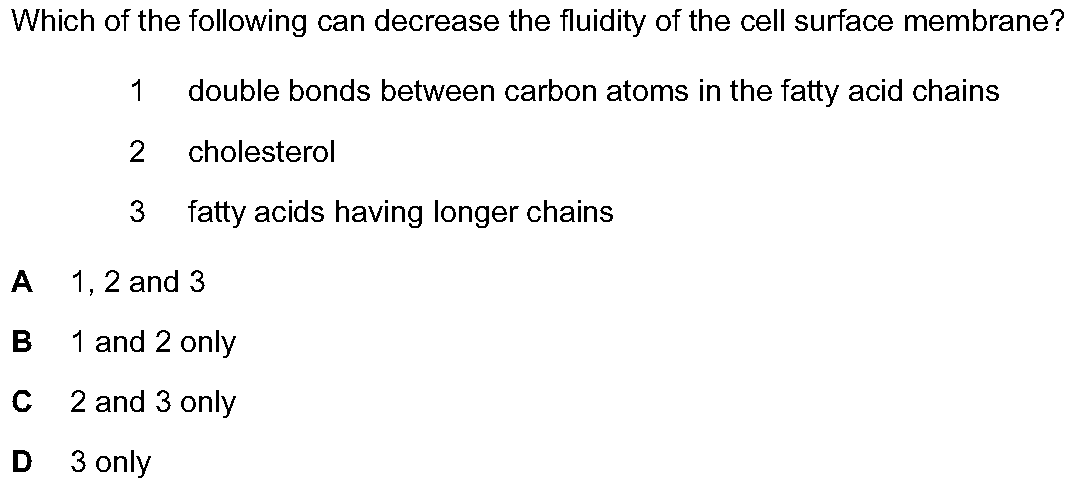 Which of the following can decrease the fluidity of the cell surface membrane?
1 double bonds between carbon atoms in the fatty acid chains
2 cholesterol
3 fatty acids having longer chains
A 1, 2 and 3
B 1 and 2 only
C 2 and 3 only
D 3 only